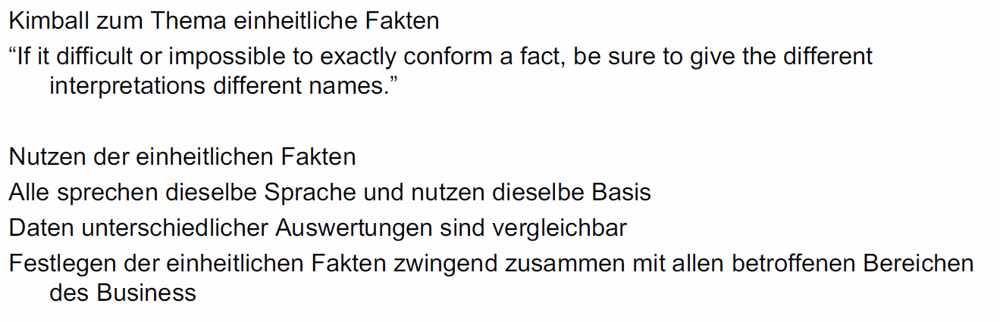 Kimball zum Thema einheitliche Fakten
“If it difficult or impossible to exactly conform a fact, be sure to give the different
interpretations different names.”
Nutzen der einheitlichen Fakten
Alle sprechen dieselbe Sprache und nutzen dieselbe Basis
Daten unterschiedlicher Auswertungen sind vergleichbar
Festlegen der einheitlichen Fakten zwingend zusammen mit allen betroffenen Bereichen
des Business